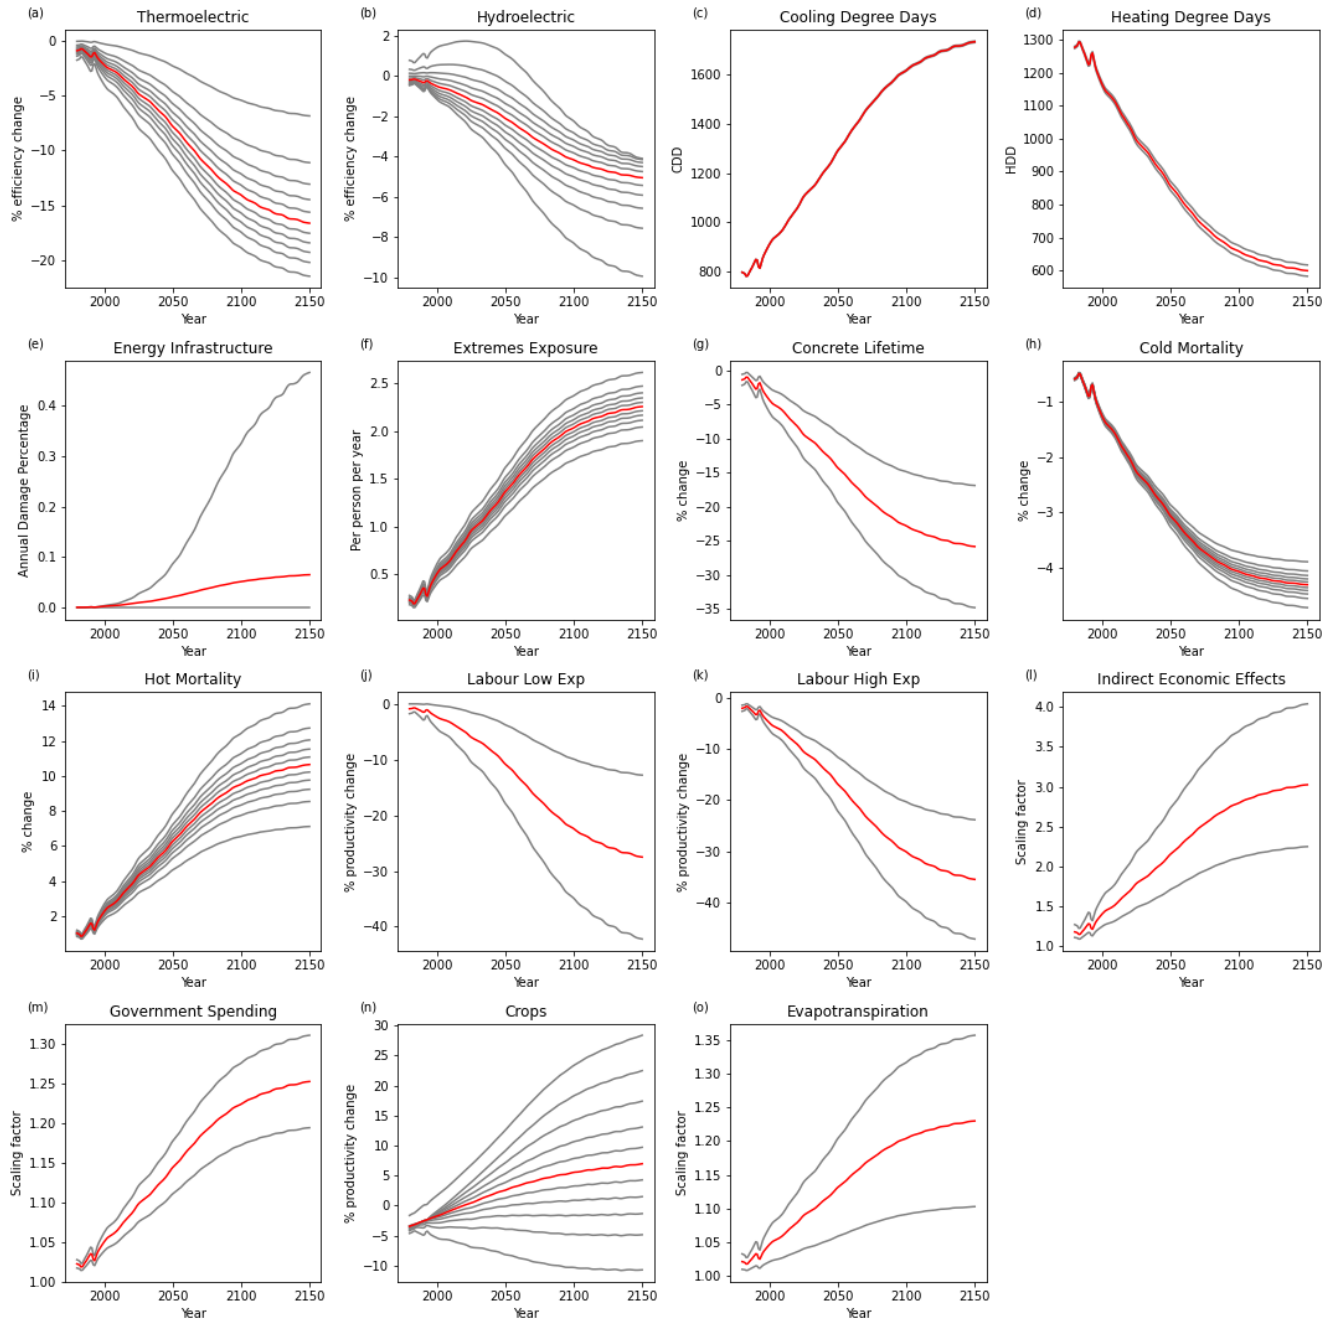 (a) Thermoelectric
% efficiency change
0
−5
−10
−15
−20
2000 2050 2100 2150
Year
(b) Hydroelectric
% efficiency change
2
0
−2
−4
−6
−8
−10
2000 2050 2100 2150
Year
(c) Cooling Degree Days
CDD
1600
1400
1200
1000
800
2000 2050 2100 2150
Year
(d) Heating Degree Days
HDD
1300
1200
1100
1000
900
800
700
600
2000 2050 2100 2150
Year
(e) Energy Infrastructure
Annual Damage Percentage
0.4
0.3
0.2
0.1
0.0
2000 2050 2100 2150
Year
(f) Extremes Exposure
Per person per year
2.5
2.0
1.5
1.0
0.5
2000 2050 2100 2150
Year
(g) Concrete Lifetime
% change
0
−5
−10
−15
−20
−25
−30
−35
2000 2050 2100 2150
Year
(h) Cold Mortality
% change
−1
−2
−3
−4
2000 2050 2100 2150
Year
(i) Hot Mortality
% change
14
12
10
8
6
4
2
2000 2050 2100 2150
Year
(j) Labour Low Exp
% productivity change
0
−10
−20
−30
−40
2000 2050 2100 2150
Year
(k) Labour High Exp
% productivity change
0
−10
−20
−30
−40
2000 2050 2100 2150
Year
(l) Indirect Economic Effects
Scaling factor
4.0
3.5
3.0
2.5
2.0
1.5
1.0
2000 2050 2100 2150
Year
(m) Government Spending
Scaling factor
1.30
1.25
1.20
1.15
1.10
1.05
1.00
2000 2050 2100 2150
Year
(n) Crops
% productivity change
30
25
20
15
10
5
0
−5
−10
2000 2050 2100 2150
Year
(o) Evapotranspiration
Scaling factor
1.35
1.30
1.25
1.20
1.15
1.10
1.05
1.00
2000 2050 2100 2150
Year